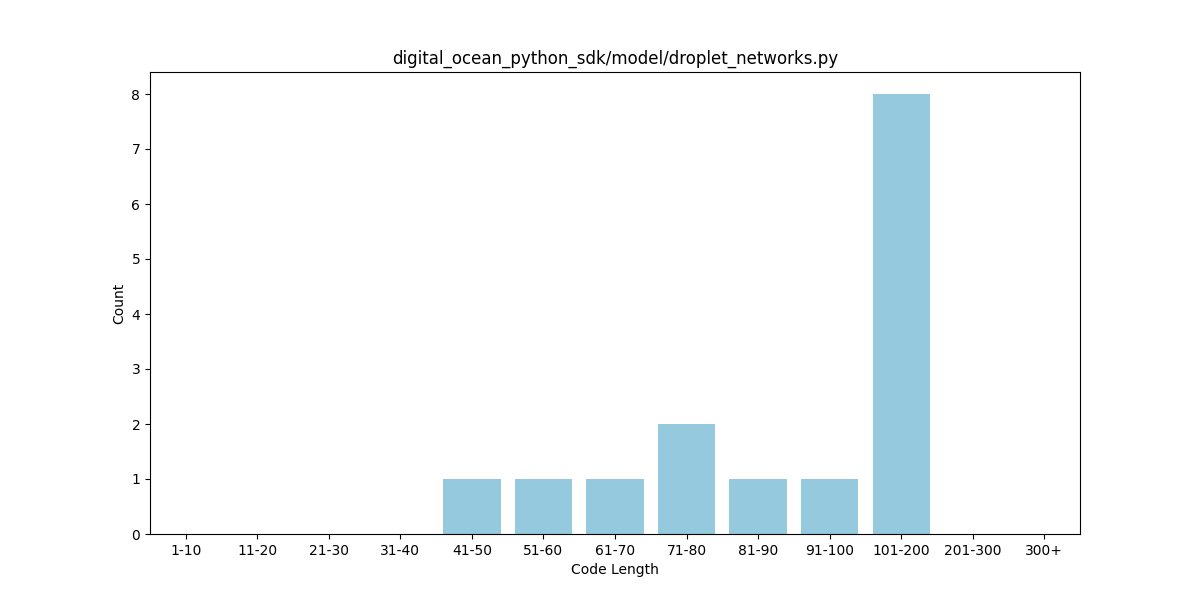 digital_ocean_python_sdk/model/droplet_networks.py
8
7
6
5
4
3
2
1
0
Count
1-10 11-20 21-30 31-40 41-50 51-60 61-70 71-80 81-90 91-100 101-200 201-300 300+
Code Length